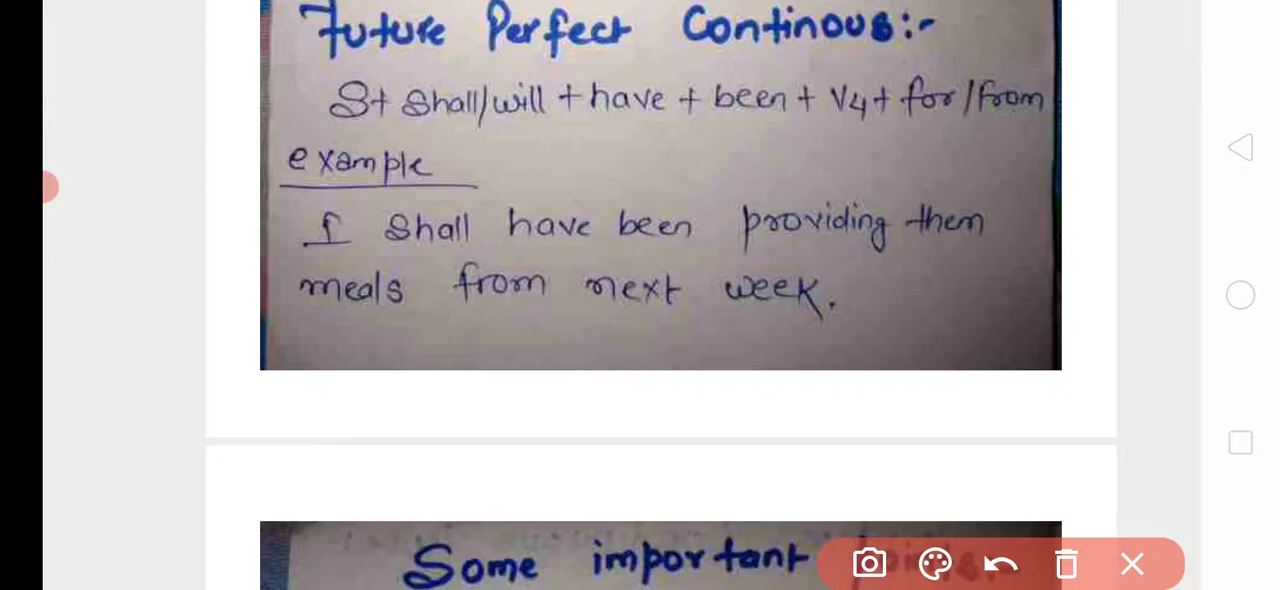 Future Perfect Continous:-
S+ Shall/will + have + been + V4 + for/from
example
I Shall have been providing them
meals from next week.
Some important